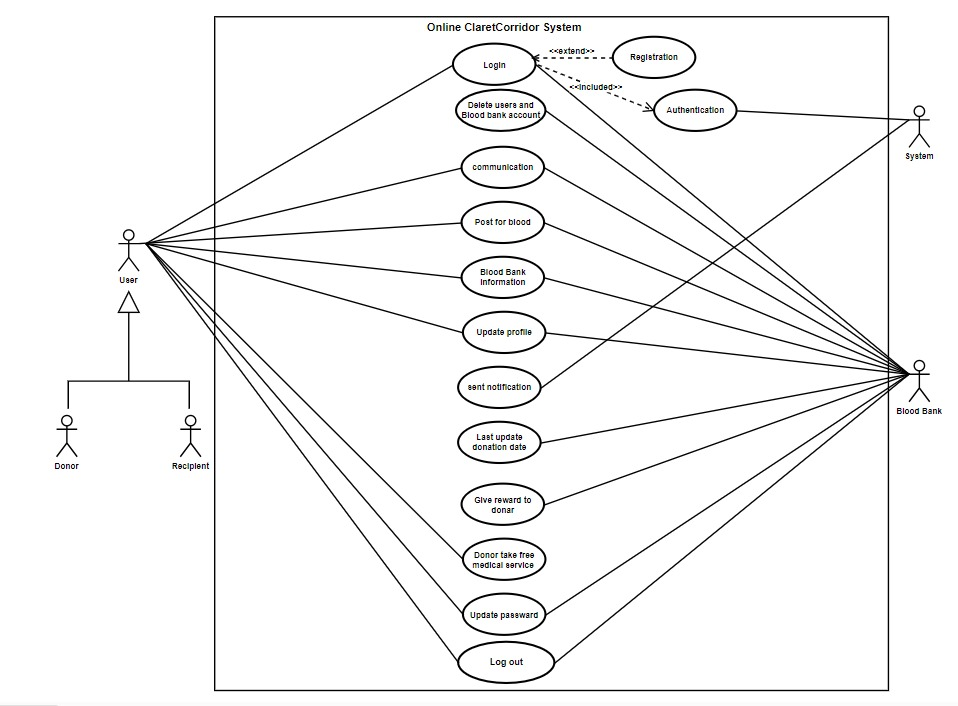 Online ClaretCorridor System
<<extend>>
Registration
Login
<<Included>>
Delete users and
Blood bank account
Authentication
System
communication
Post for blood
User
Blood Bank
Information
Update profile
sent notification
Blood Bank
Donor
Recipient
Last update
donation date
Give reward to
donar
Donor take free
medical service
Update passward
Log out